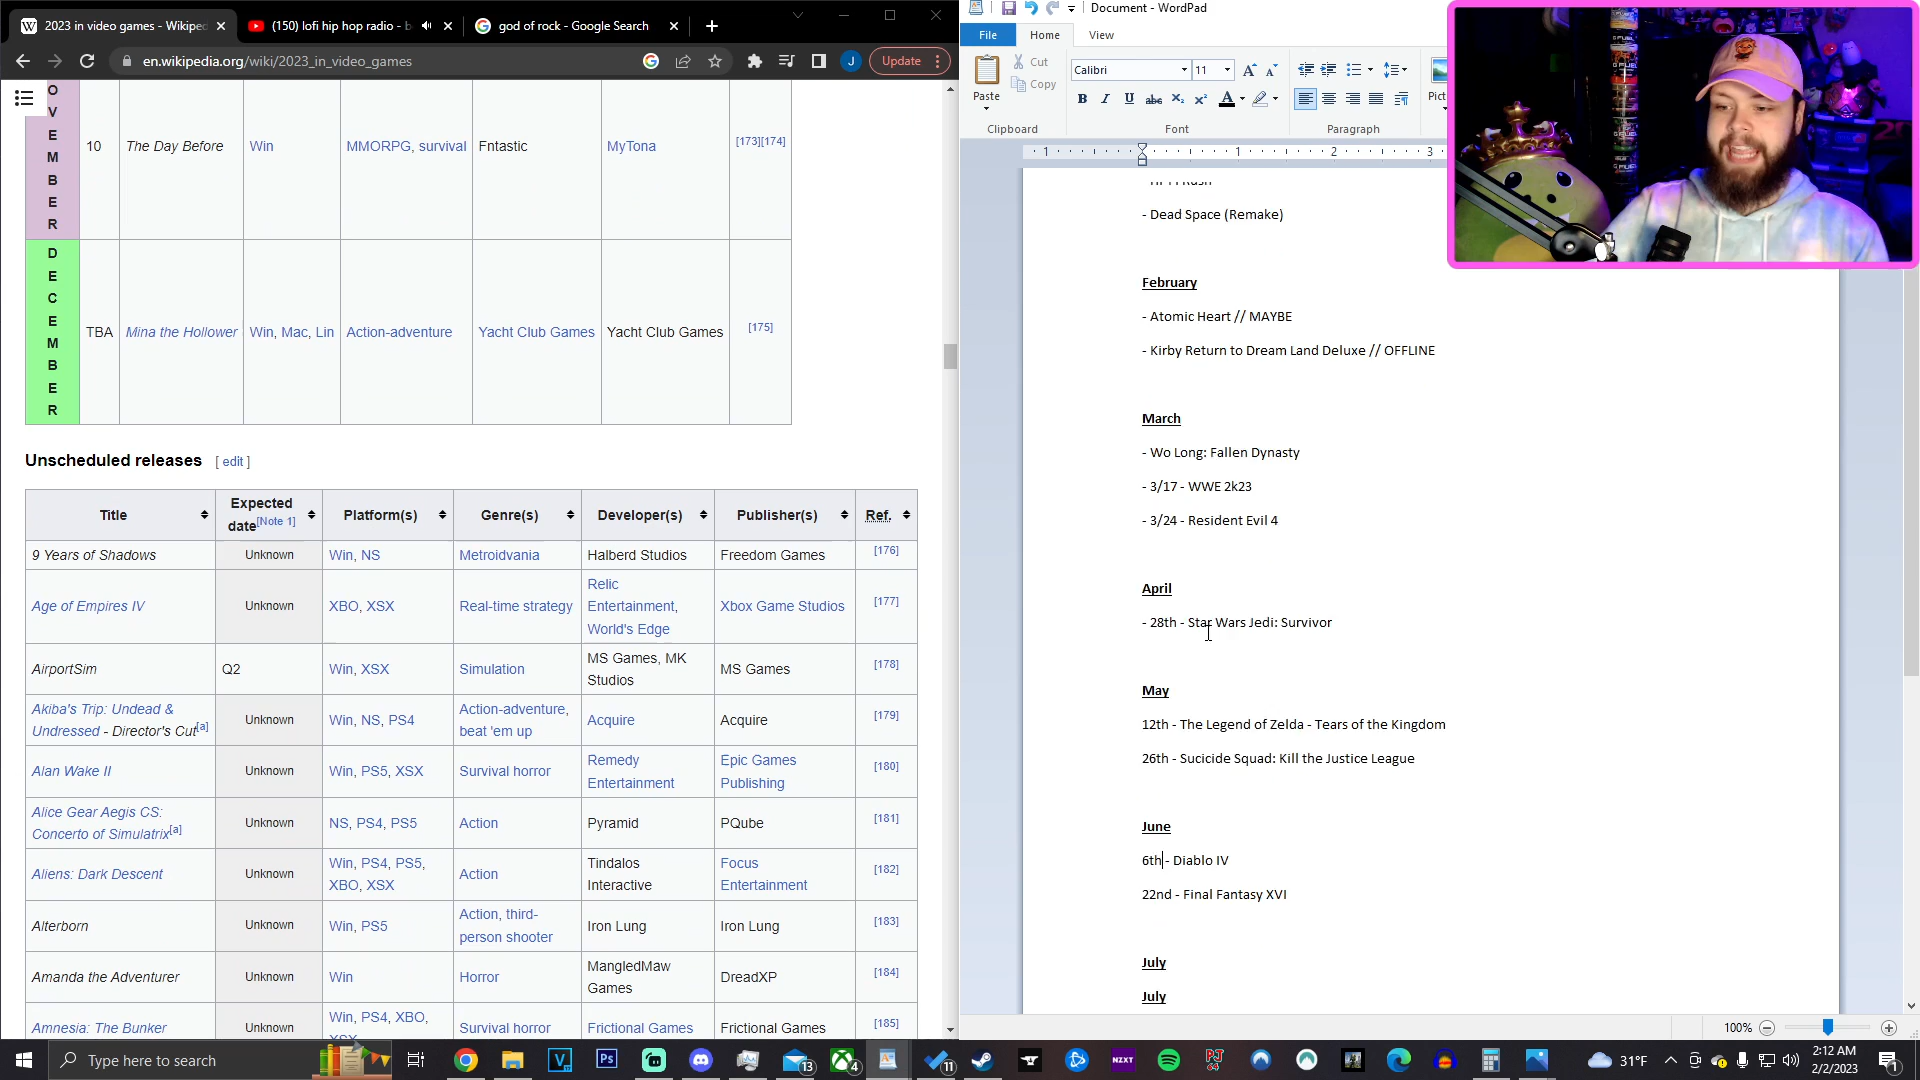 2023 in video games - Wikiped
(150) lofi hip hop radio - b
god of rock - Google Search
en.wikipedia.org/wiki/2023_in_video_games
J
Update
O
V
E
M
B
E
R
10 The Day Before Win MMORPG, survival Fntastic MyTona [173][174]
D
E
C
E
M
B
E
R
TBA Mina the Hollower Win, Mac, Lin Action-adventure Yacht Club Games Yacht Club Games [175]
Unscheduled releases [ edit ]
Title Expected date[Note 1] Platform(s) Genre(s) Developer(s) Publisher(s) Ref.
9 Years of Shadows Unknown Win, NS Metroidvania Halberd Studios Freedom Games [176]
Age of Empires IV Unknown XBO, XSX Real-time strategy Relic Entertainment, World's Edge Xbox Game Studios [177]
AirportSim Q2 Win, XSX Simulation MS Games, MK Studios MS Games [178]
Akiba's Trip: Undead & Undressed - Director's Cut[a] Unknown Win, NS, PS4 Action-adventure, beat 'em up Acquire Acquire [179]
Alan Wake II Unknown Win, PS5, XSX Survival horror Remedy Entertainment Epic Games Publishing [180]
Alice Gear Aegis CS: Concerto of Simulatrix[a] Unknown NS, PS4, PS5 Action Pyramid PQube [181]
Aliens: Dark Descent Unknown Win, PS4, PS5, XBO, XSX Action Tindalos Interactive Focus Entertainment [182]
Alterborn Unknown Win, PS5 Action, third-person shooter Iron Lung Iron Lung [183]
Amanda the Adventurer Unknown Win Horror MangledMaw Games DreadXP [184]
Amnesia: The Bunker Unknown Win, PS4, XBO, XSX Survival horror Frictional Games Frictional Games [185]
Document - WordPad
File Home View
Paste Cut Copy
Calibri 11
B I U abc X2 X2 A
Clipboard Font Paragraph
1 1 2 3
- Dead Space (Remake)
February
- Atomic Heart // MAYBE
- Kirby Return to Dream Land Deluxe // OFFLINE
March
- Wo Long: Fallen Dynasty
- 3/17 - WWE 2k23
- 3/24 - Resident Evil 4
April
- 28th - Star Wars Jedi: Survivor
May
12th - The Legend of Zelda - Tears of the Kingdom
26th - Sucicide Squad: Kill the Justice League
June
6th - Diablo IV
22nd - Final Fantasy XVI
July
July
100%
Type here to search
13
4
11
31°F
2:12 AM
2/2/2023
1